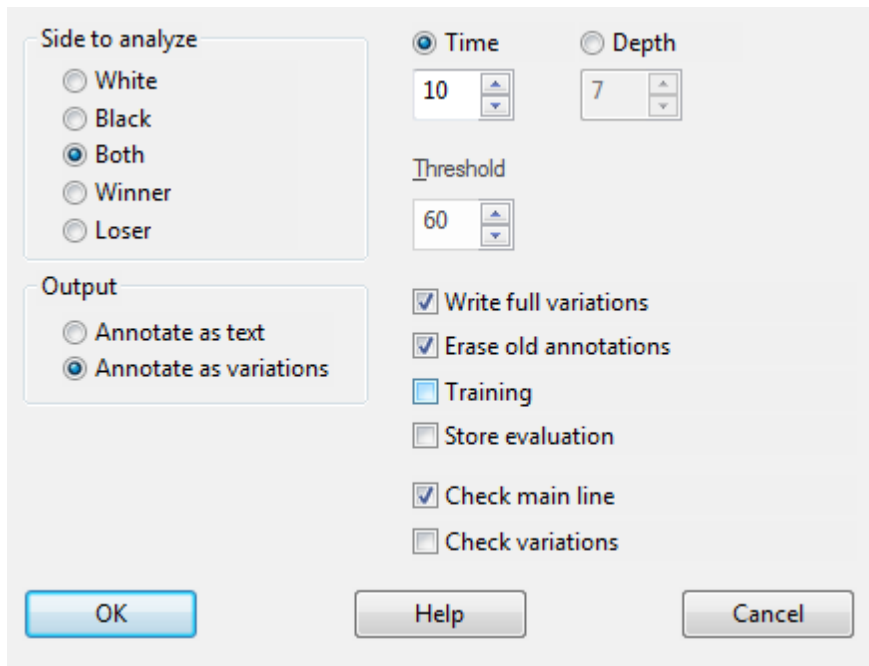 Side to analyze
White
Black
Both
Winner
Loser
Output
Annotate as text
Annotate as variations
Time
Depth
10
7
Threshold
60
Write full variations
Erase old annotations
Training
Store evaluation
Check main line
Check variations
OK
Help
Cancel